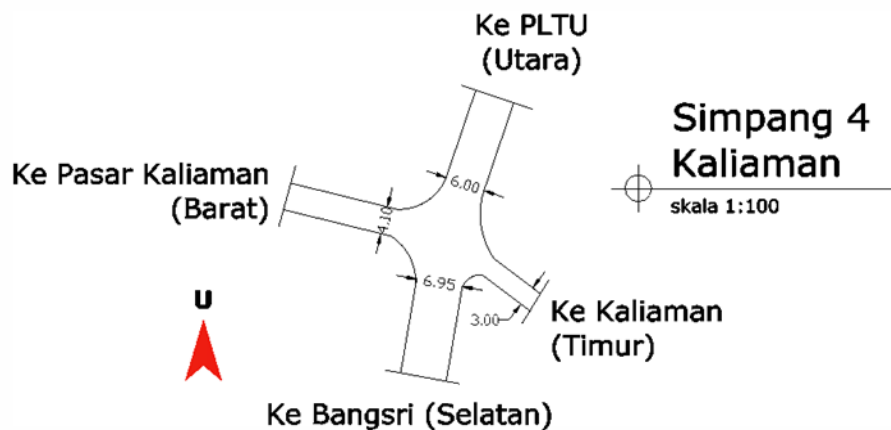 Ke PLTU
(Utara)
Simpang 4
Kaliaman
skala 1:100
Ke Pasar Kaliaman
(Barat)
6.00
4.10
6.95
3.00
Ke Kaliaman
(Timur)
U
Ke Bangsri (Selatan)